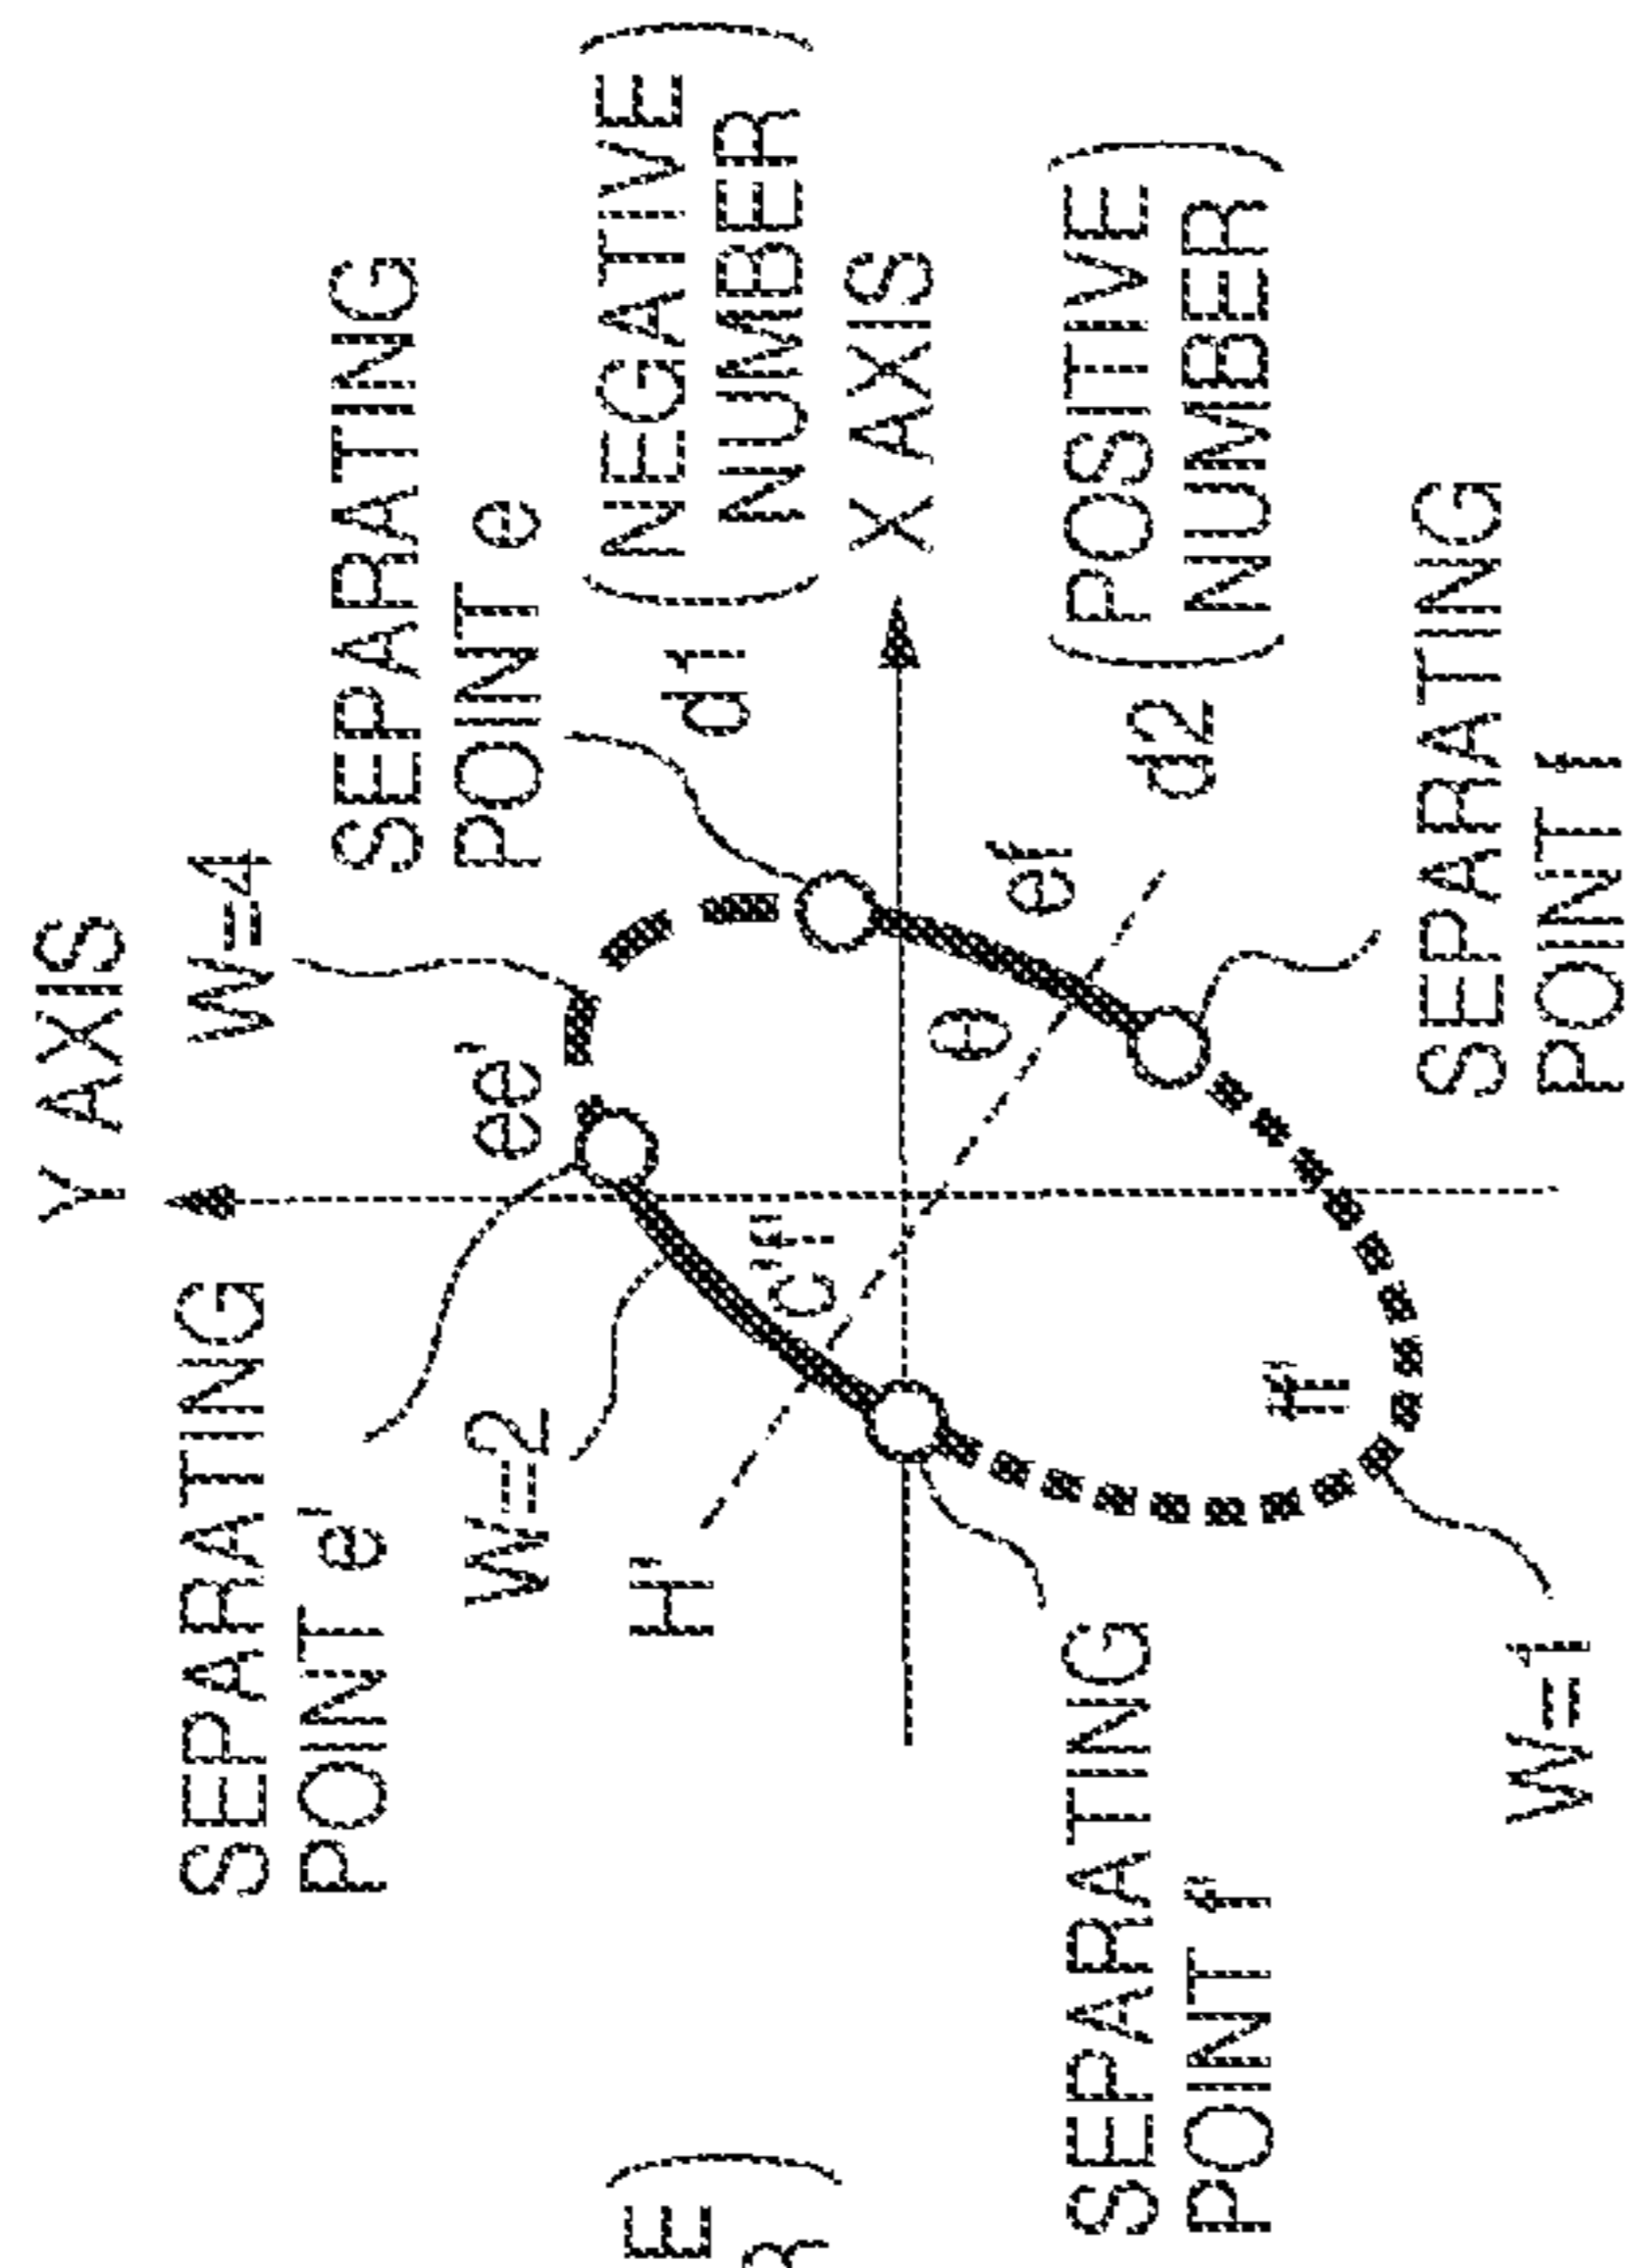 Y AXIS
W=4
SEPARATING
POINT e'
SEPARATING
POINT e
ee'
W=2
H'
d1
(NEGATIVE
NUMBER)
X AXIS
θ
ef
d2
(POSITIVE
NUMBER)
SEPARATING
POINT f'
SEPARATING
POINT f
ff'
W=1